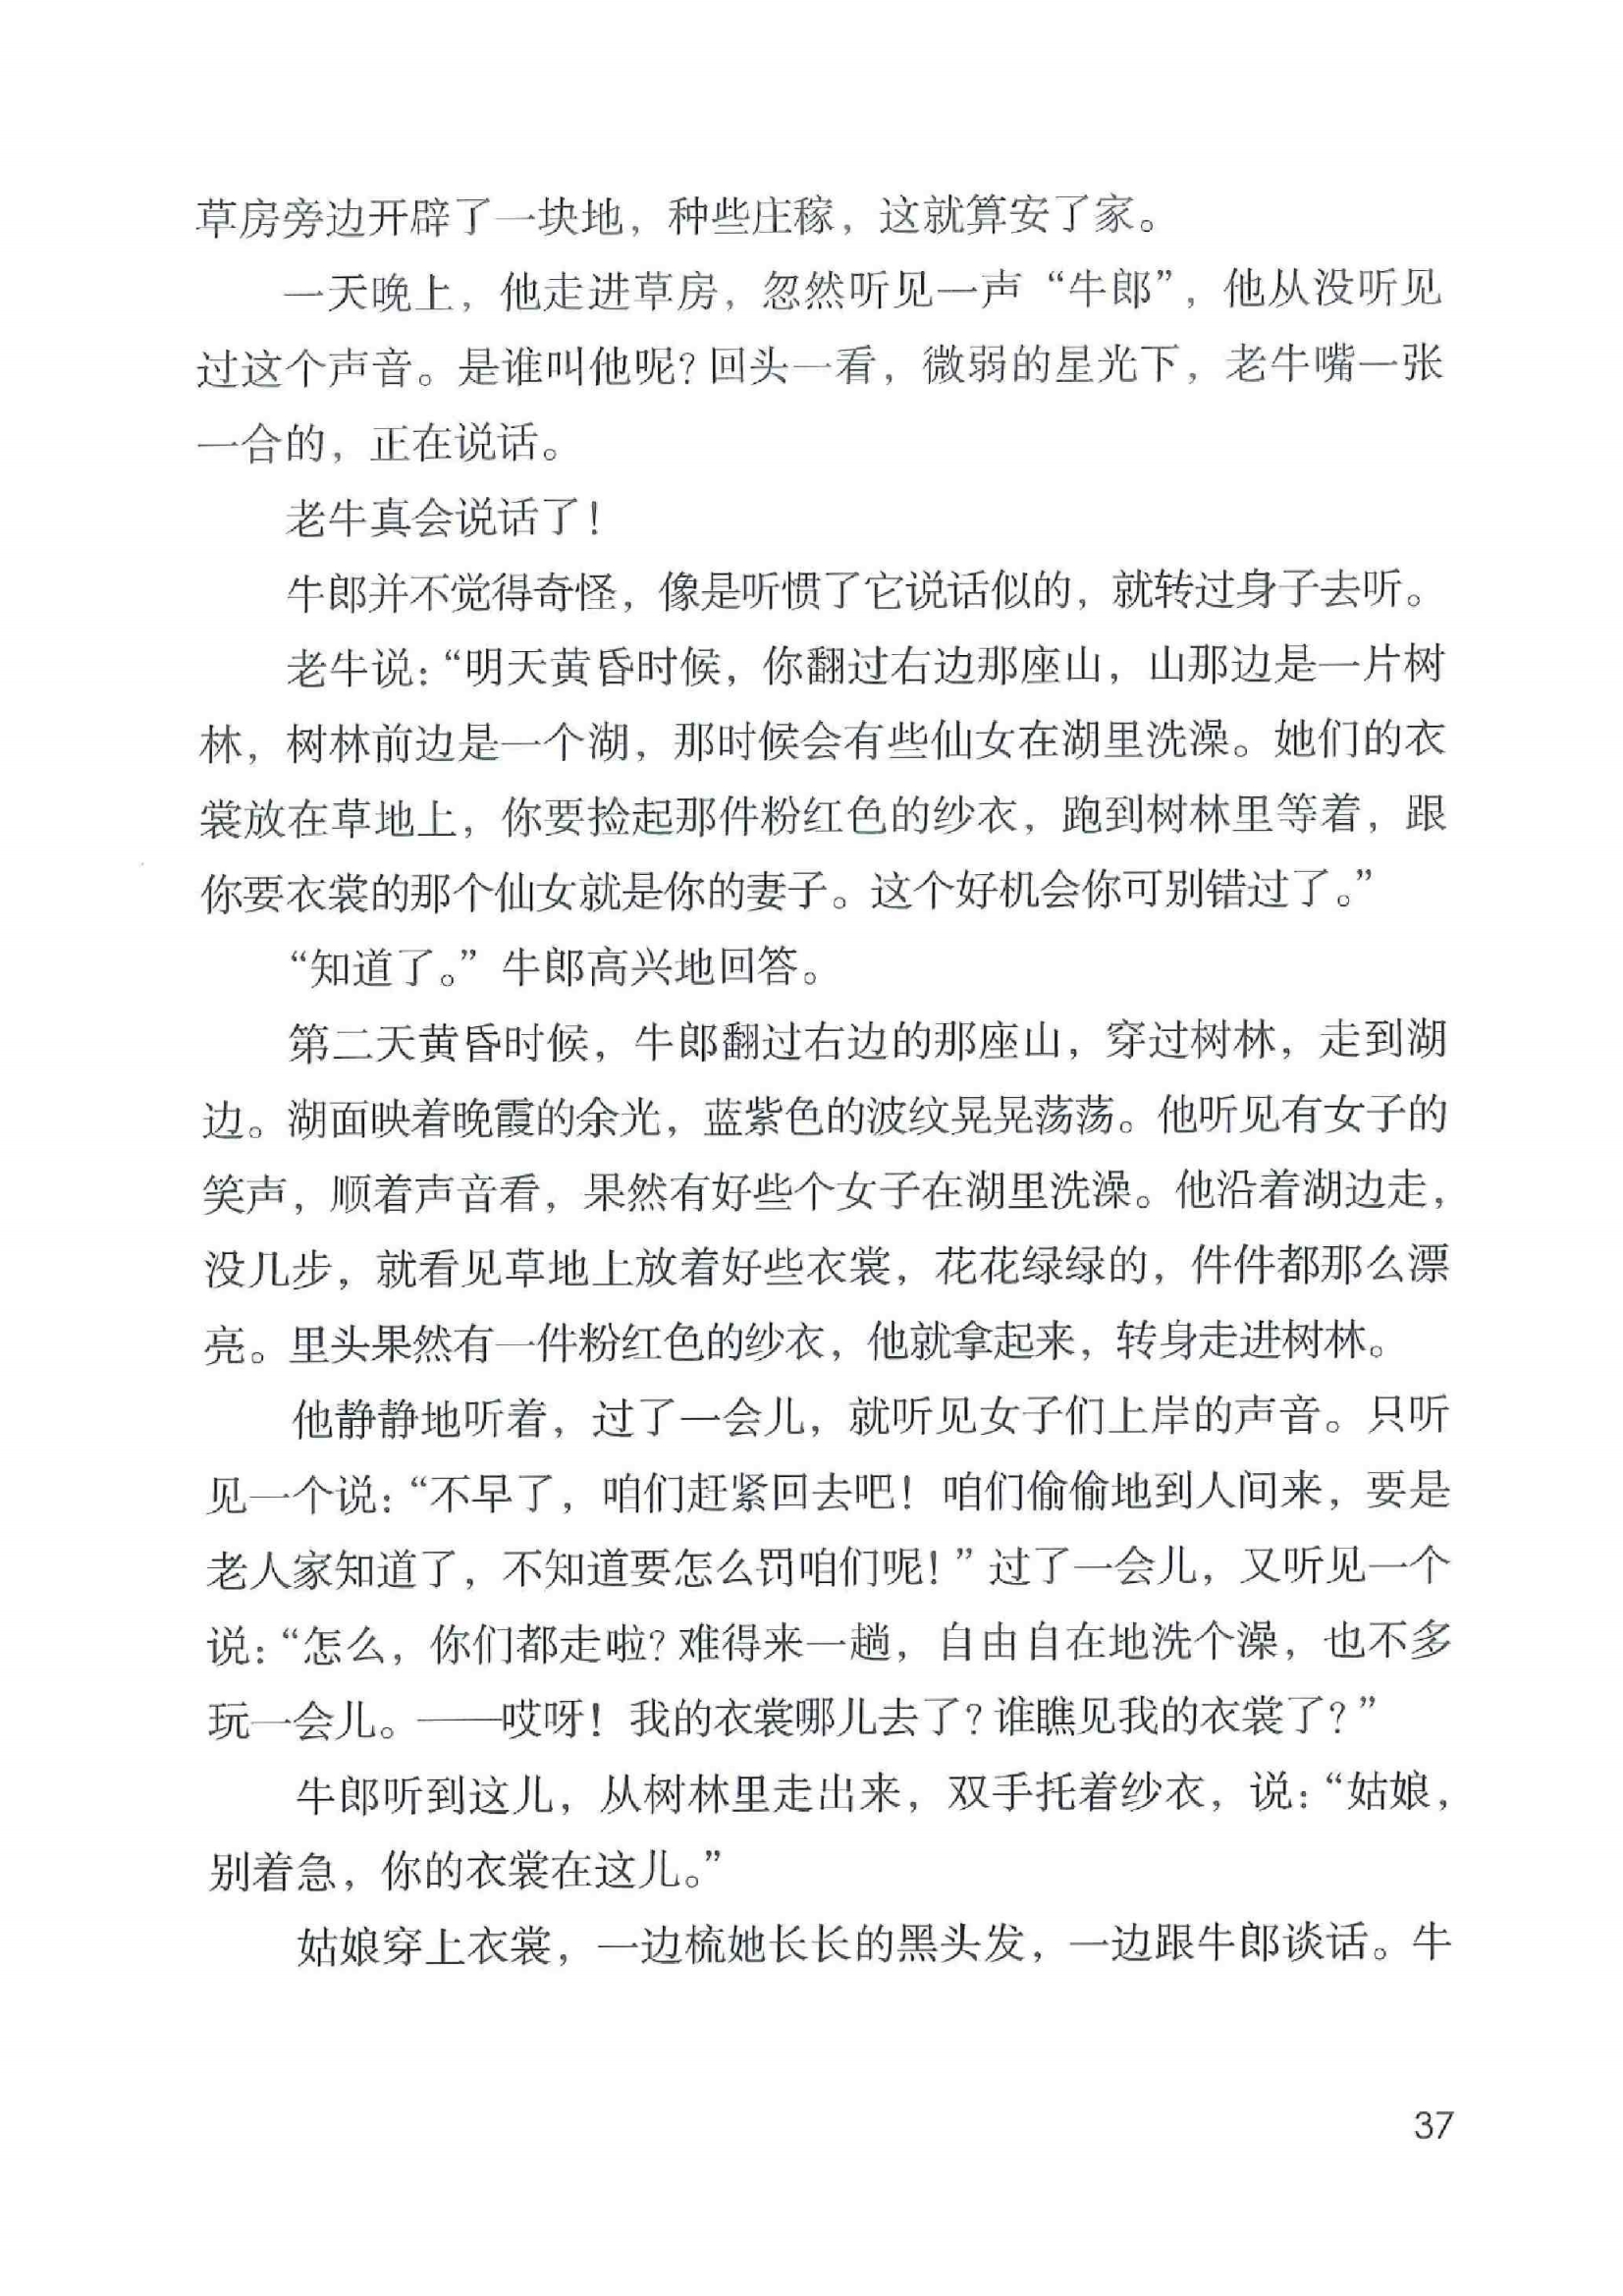 草房旁边开辟了一块地，种些庄稼，这就算安了家。
一天晚上，他走进草房，忽然听见一声“牛郎”，他从没听见
过这个声音。是谁叫他呢？回头一看，微弱的星光下，老牛嘴一张
一合的，正在说话。
老牛真会说话了！
牛郎并不觉得奇怪，像是听惯了它说话似的，就转过身子去听。
老牛说：“明天黄昏时候，你翻过右边那座山，山那边是一片树
林，树林前边是一个湖，那时候会有些仙女在湖里洗澡。她们的衣
裳放在草地上，你要捡起那件粉红色的纱衣，跑到树林里等着，跟
你要衣裳的那个仙女就是你的妻子。这个好机会你可别错过了。”
“知道了。”牛郎高兴地回答。
第二天黄昏时候，牛郎翻过右边的那座山，穿过树林，走到湖
边。湖面映着晚霞的余光，蓝紫色的波纹晃晃荡荡。他听见有女子的
笑声，顺着声音看，果然有好些个女子在湖里洗澡。他沿着湖边走，
没几步，就看见草地上放着好些衣裳，花花绿绿的，件件都那么漂
亮。里头果然有一件粉红色的纱衣，他就拿起来，转身走进树林。
他静静地听着，过了一会儿，就听见女子们上岸的声音。只听
见一个说：“不早了，咱们赶紧回去吧！咱们偷偷地到人间来，要是
老人家知道了，不知道要怎么罚咱们呢！”过了一会儿，又听见一个
说：“怎么，你们都走啦？难得来一趟，自由自在地洗个澡，也不多
玩一会儿。——哎呀！我的衣裳哪儿去了？谁瞧见我的衣裳了？”
牛郎听到这儿，从树林里走出来，双手托着纱衣，说：“姑娘，
别着急，你的衣裳在这儿。”
姑娘穿上衣裳，一边梳她长长的黑头发，一边跟牛郎谈话。牛
37